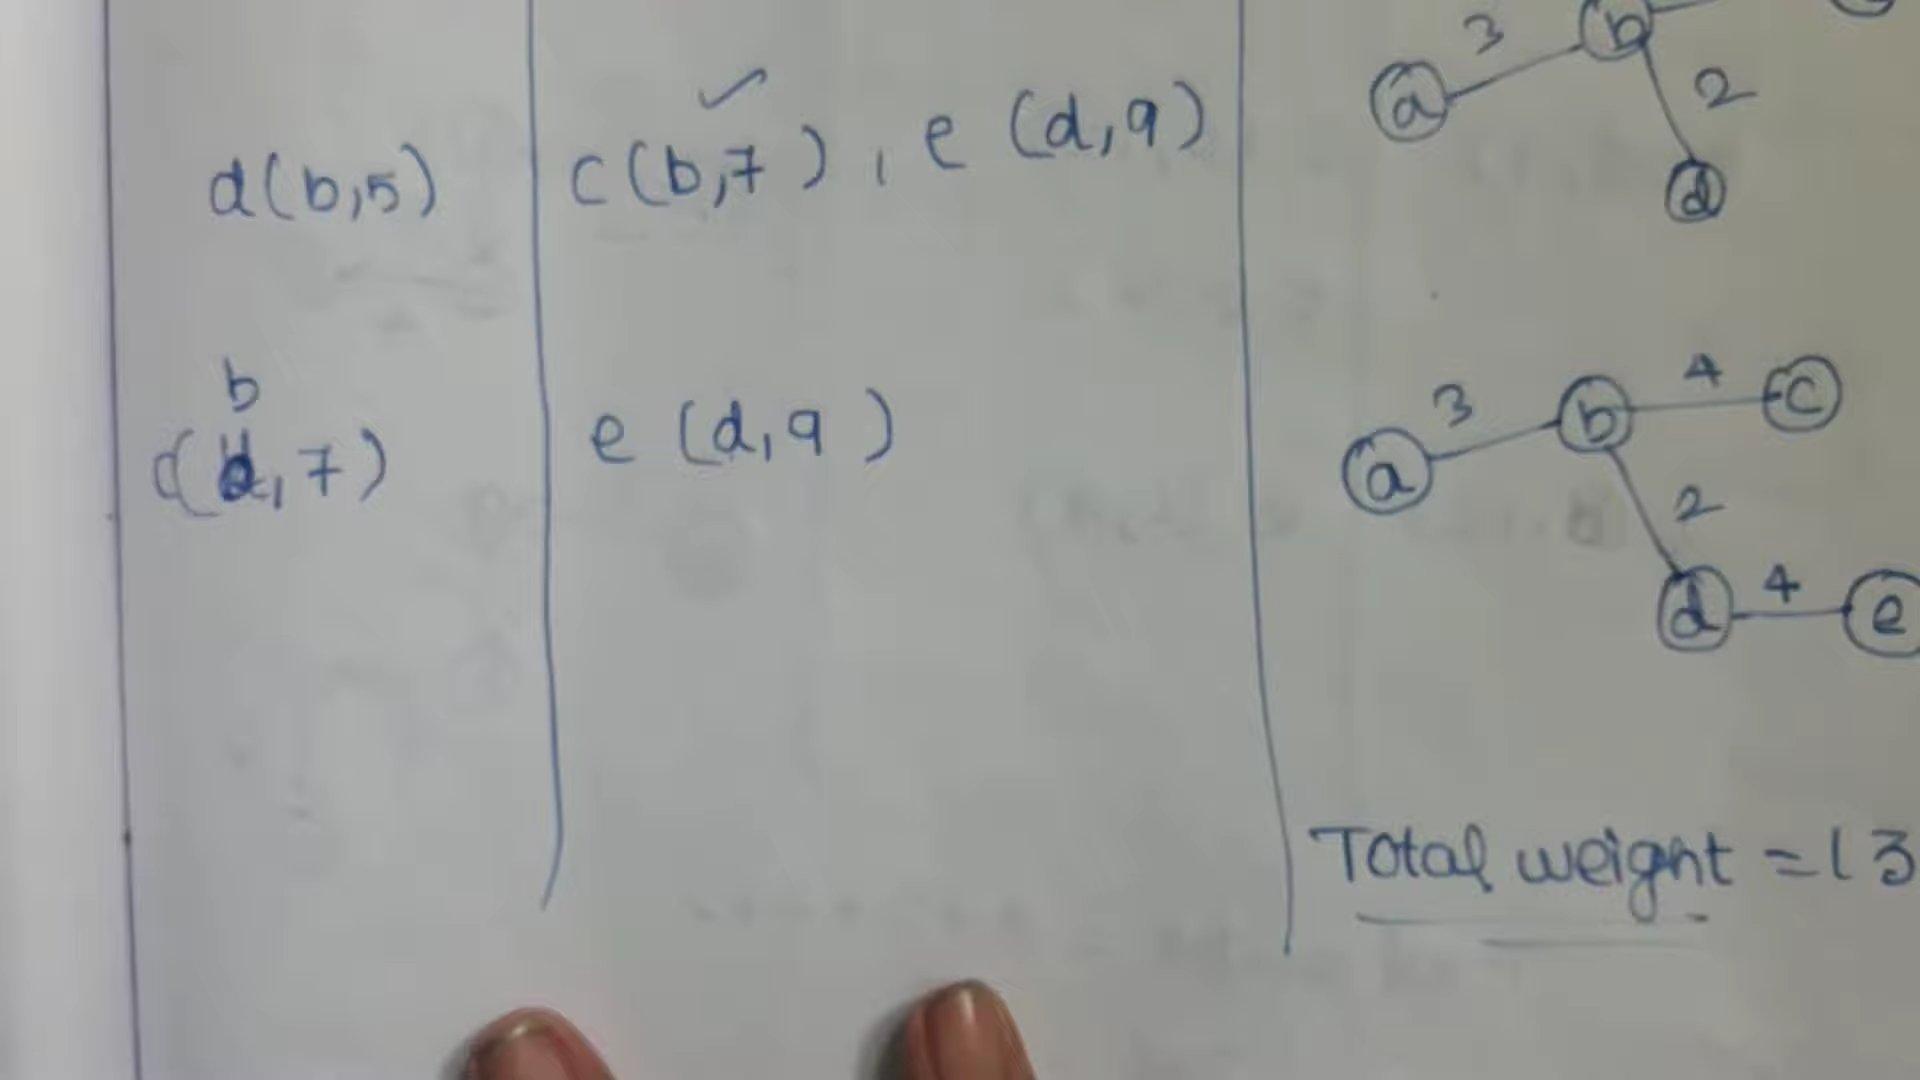 3 b
a 2
d(b,5) c(b,7), e(d,9)
d
b
c(d,7) e(d,9)
3 4 c
a b
2
d 4 e
Total weight = 13